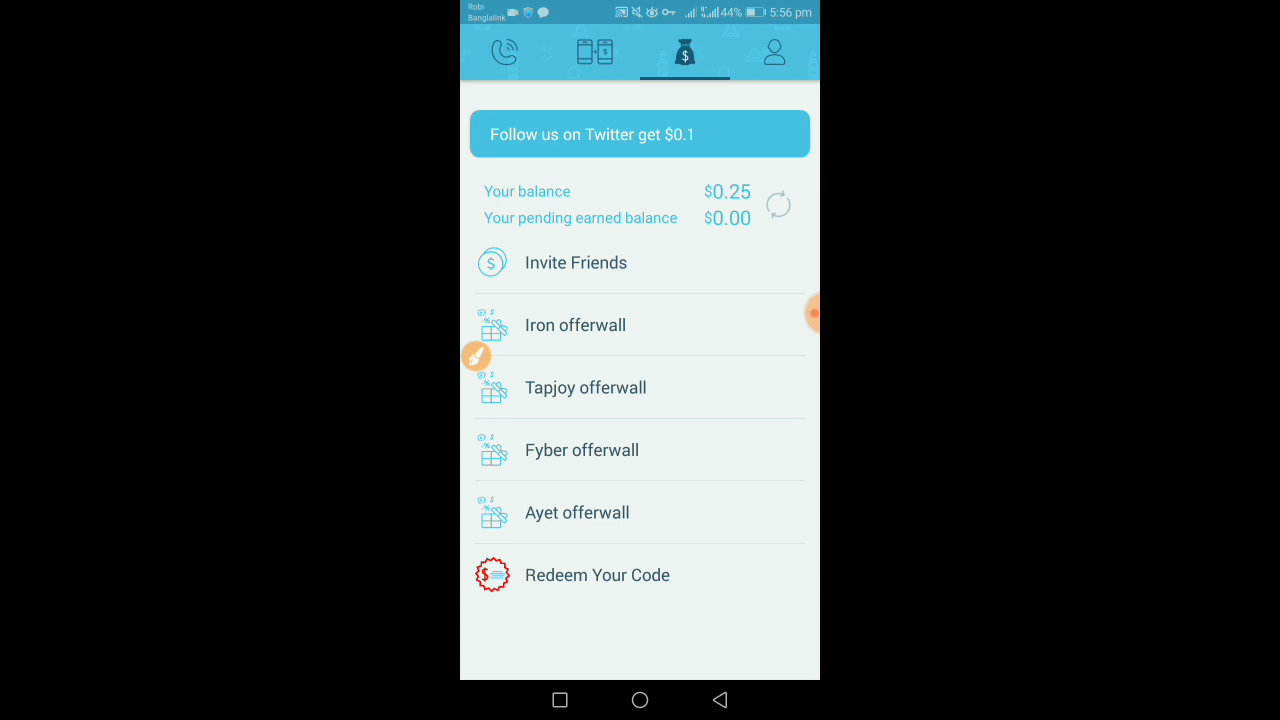 Robi
Banglalink
44%
5:56 pm
Follow us on Twitter get $0.1
Your balance $0.25
Your pending earned balance $0.00
Invite Friends
Iron offerwall
Tapjoy offerwall
Fyber offerwall
Ayet offerwall
Redeem Your Code